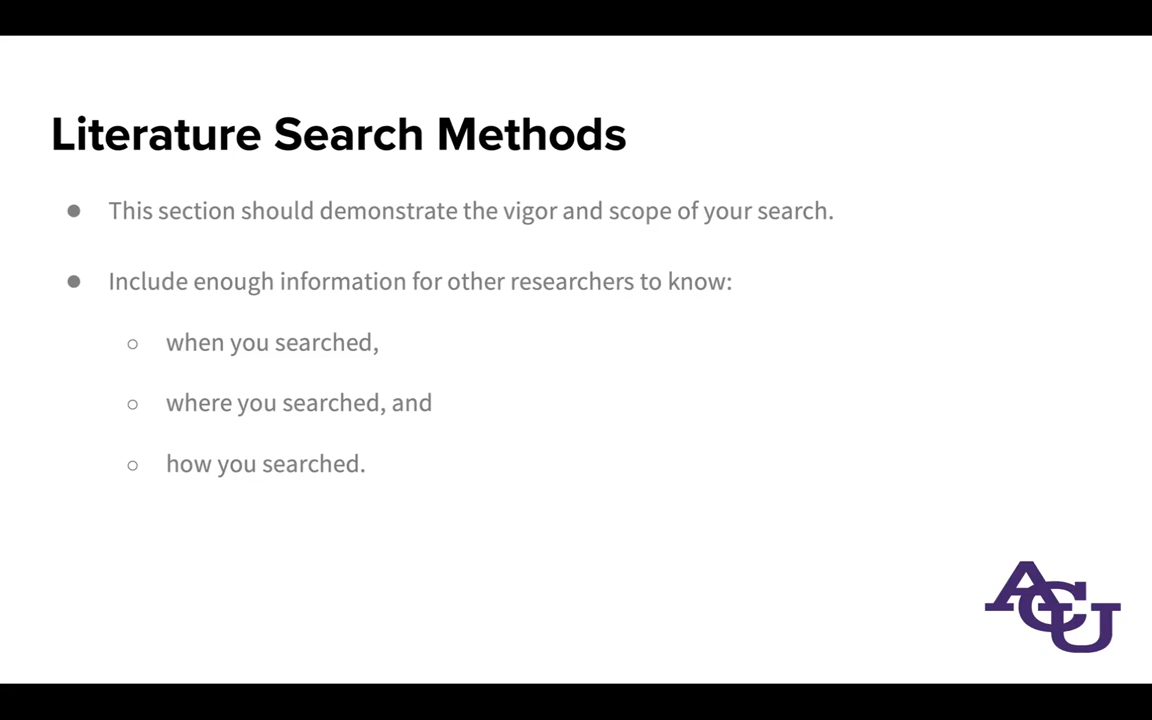 Literature Search Methods
● This section should demonstrate the vigor and scope of your search.
● Include enough information for other researchers to know:
○ when you searched,
○ where you searched, and
○ how you searched.
ACU